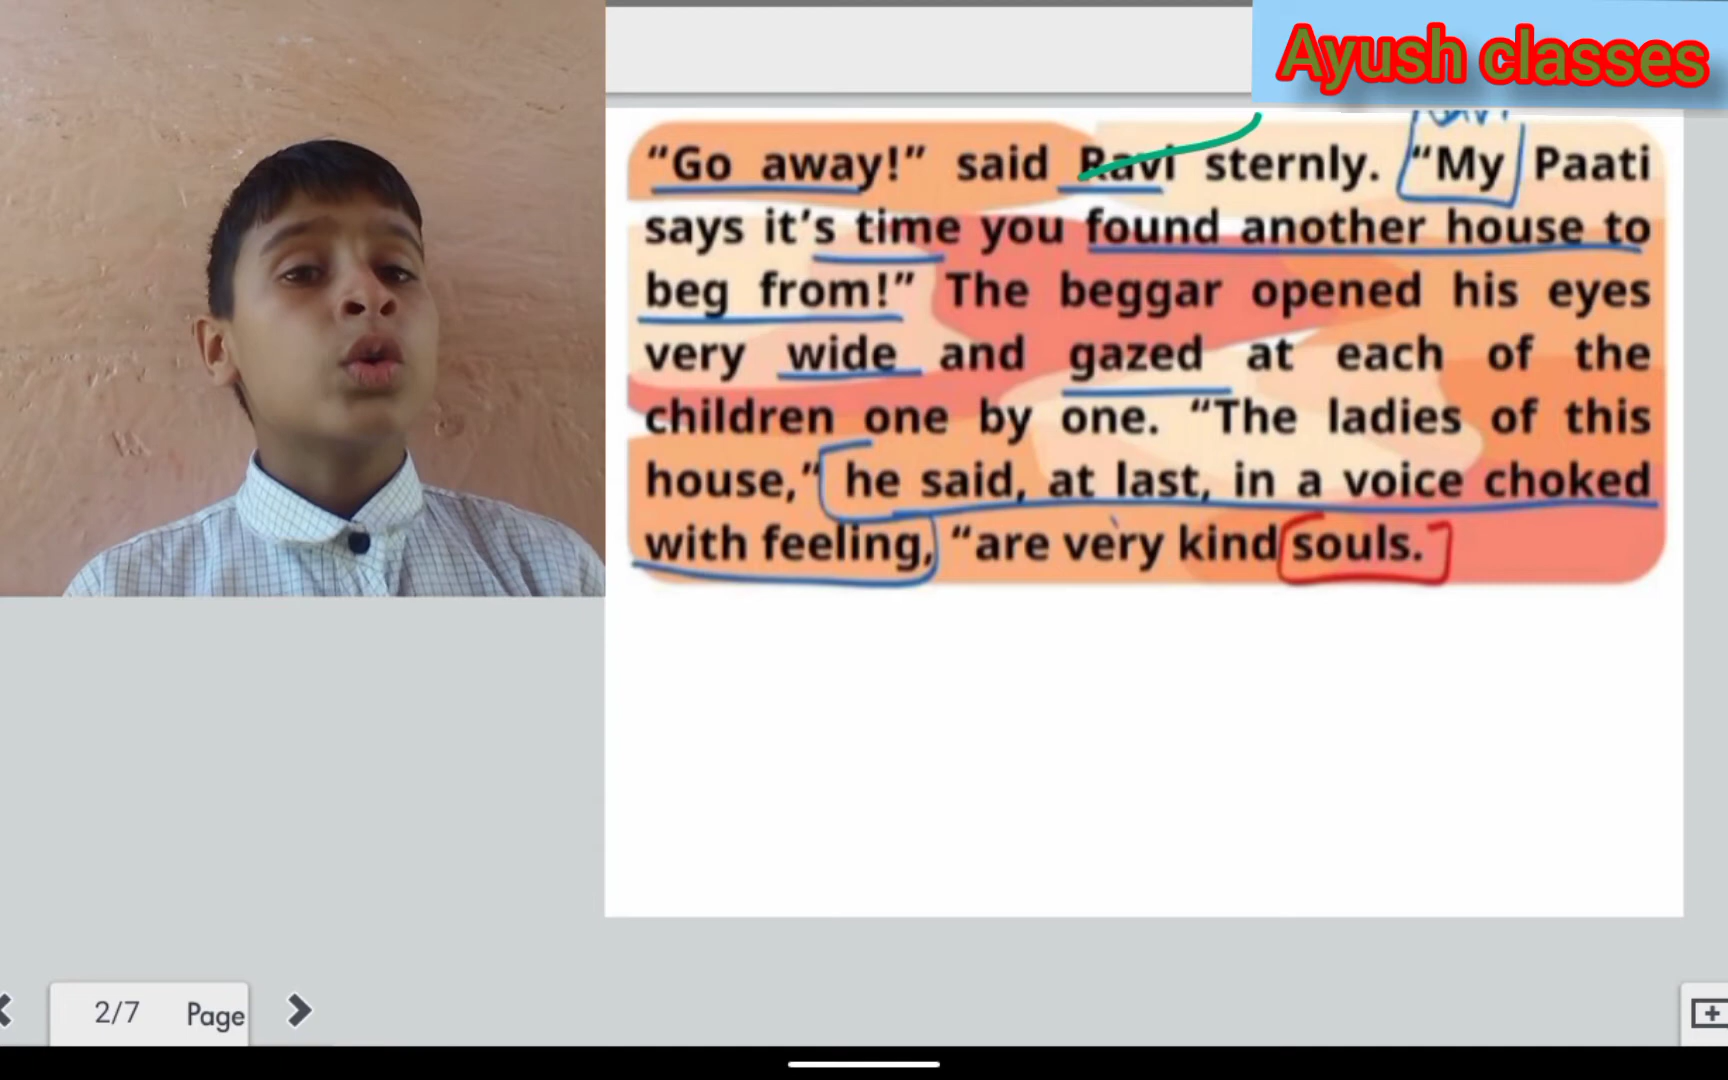 Ayush classes
“Go away!” said Ravi sternly. “My Paati
says it’s time you found another house to
beg from!” The beggar opened his eyes
very wide and gazed at each of the
children one by one. “The ladies of this
house,” he said, at last, in a voice choked
with feeling, “are very kind souls.
2/7 Page